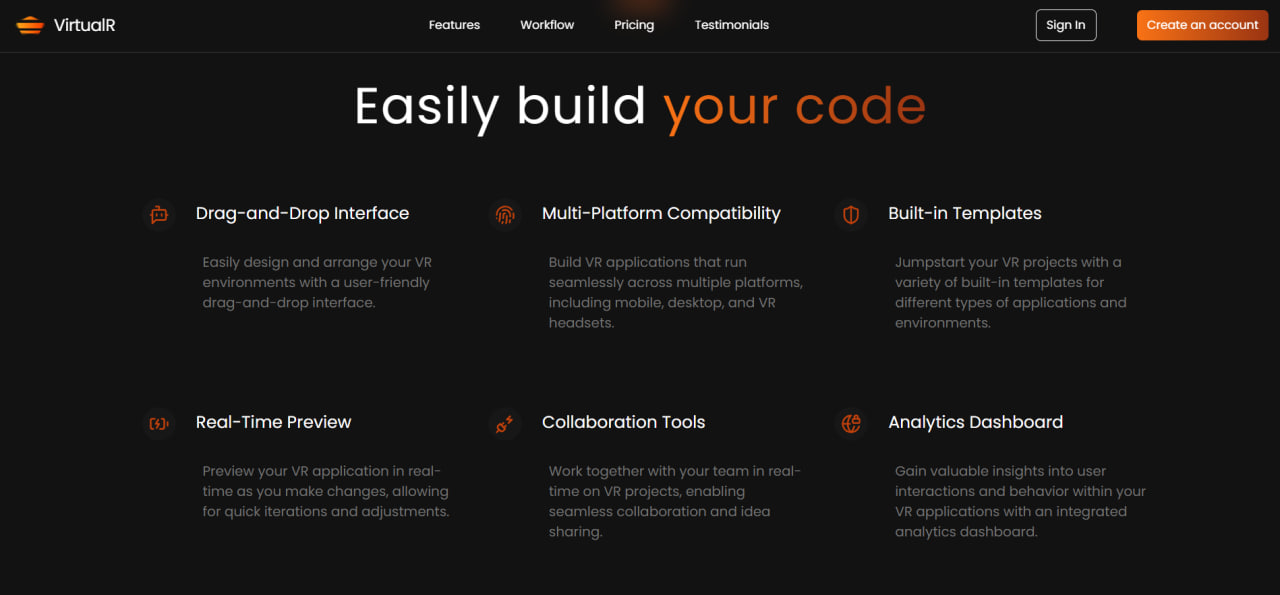 VirtualR
Features
Workflow
Pricing
Testimonials
Sign In
Create an account
Easily build your code
Drag-and-Drop Interface
Easily design and arrange your VR
environments with a user-friendly
drag-and-drop interface.
Multi-Platform Compatibility
Build VR applications that run
seamlessly across multiple platforms,
including mobile, desktop, and VR
headsets.
Built-in Templates
Jumpstart your VR projects with a
variety of built-in templates for
different types of applications and
environments.
Real-Time Preview
Preview your VR application in real-
time as you make changes, allowing
for quick iterations and adjustments.
Collaboration Tools
Work together with your team in real-
time on VR projects, enabling
seamless collaboration and idea
sharing.
Analytics Dashboard
Gain valuable insights into user
interactions and behavior within your
VR applications with an integrated
analytics dashboard.